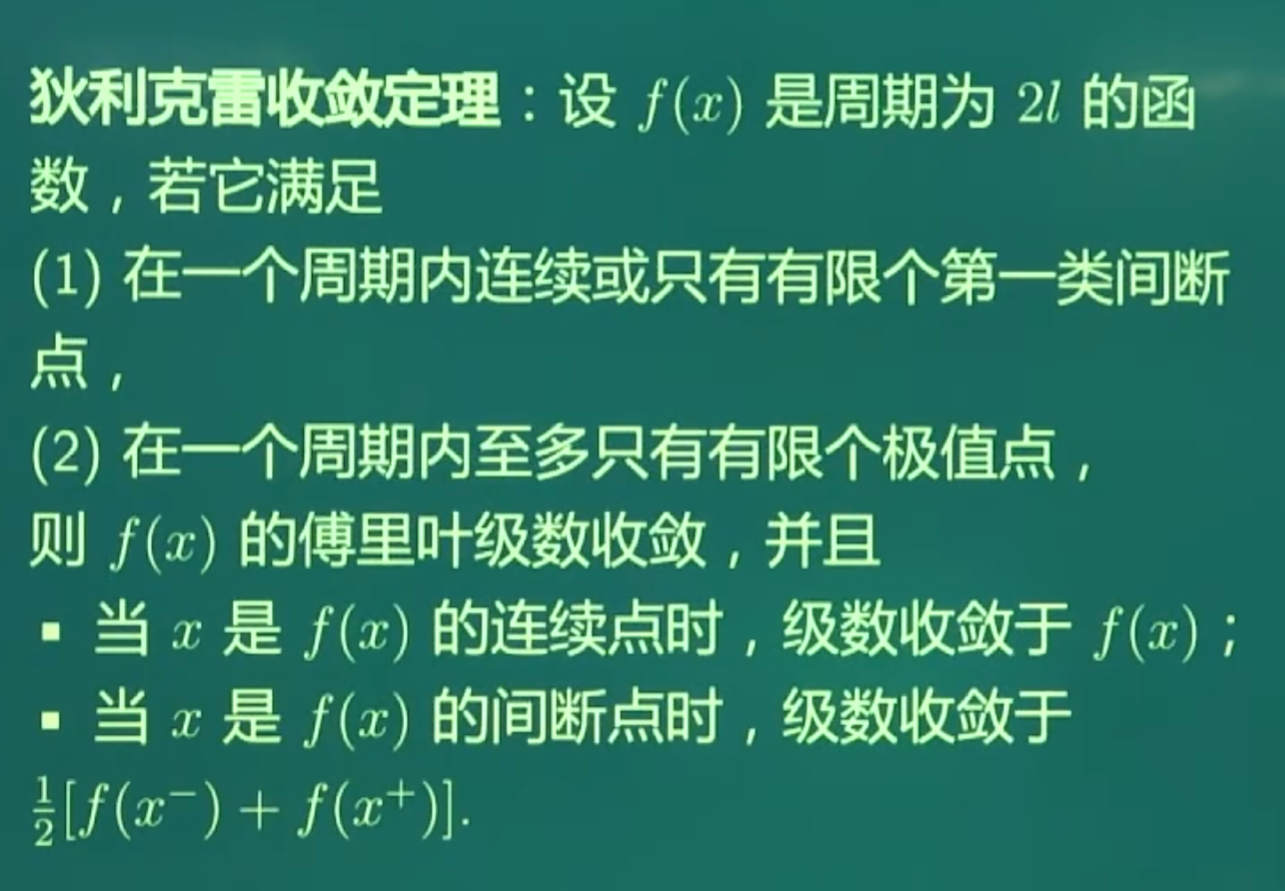 狄利克雷收敛定理：设 f(x) 是周期为 2l 的函
数，若它满足
(1) 在一个周期内连续或只有有限个第一类间断
点，
(2) 在一个周期内至多只有有限个极值点，
则 f(x) 的傅里叶级数收敛，并且
▪ 当 x 是 f(x) 的连续点时，级数收敛于 f(x)；
▪ 当 x 是 f(x) 的间断点时，级数收敛于
½[f(x⁻) + f(x⁺)].